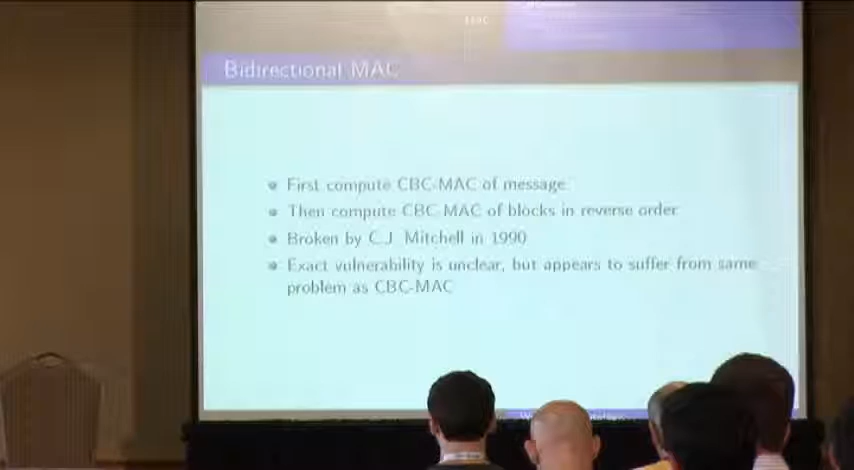 MAC
Bidirectional MAC
First compute CBC-MAC of message
Then compute CBC-MAC of blocks in reverse order
Broken by C.J. Mitchell in 1990
Exact vulnerability is unclear, but appears to suffer from same
problem as CBC-MAC